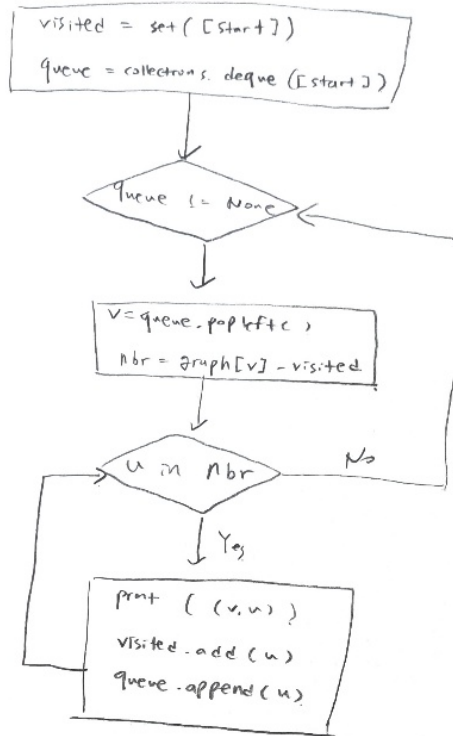 visited = set([start])
queue = collections.deque([start])
queue != None
v=queue.popleft()
nbr = graph[v] - visited
u in nbr
No
Yes
print ((v,u))
visited.add(u)
queue.append(u)